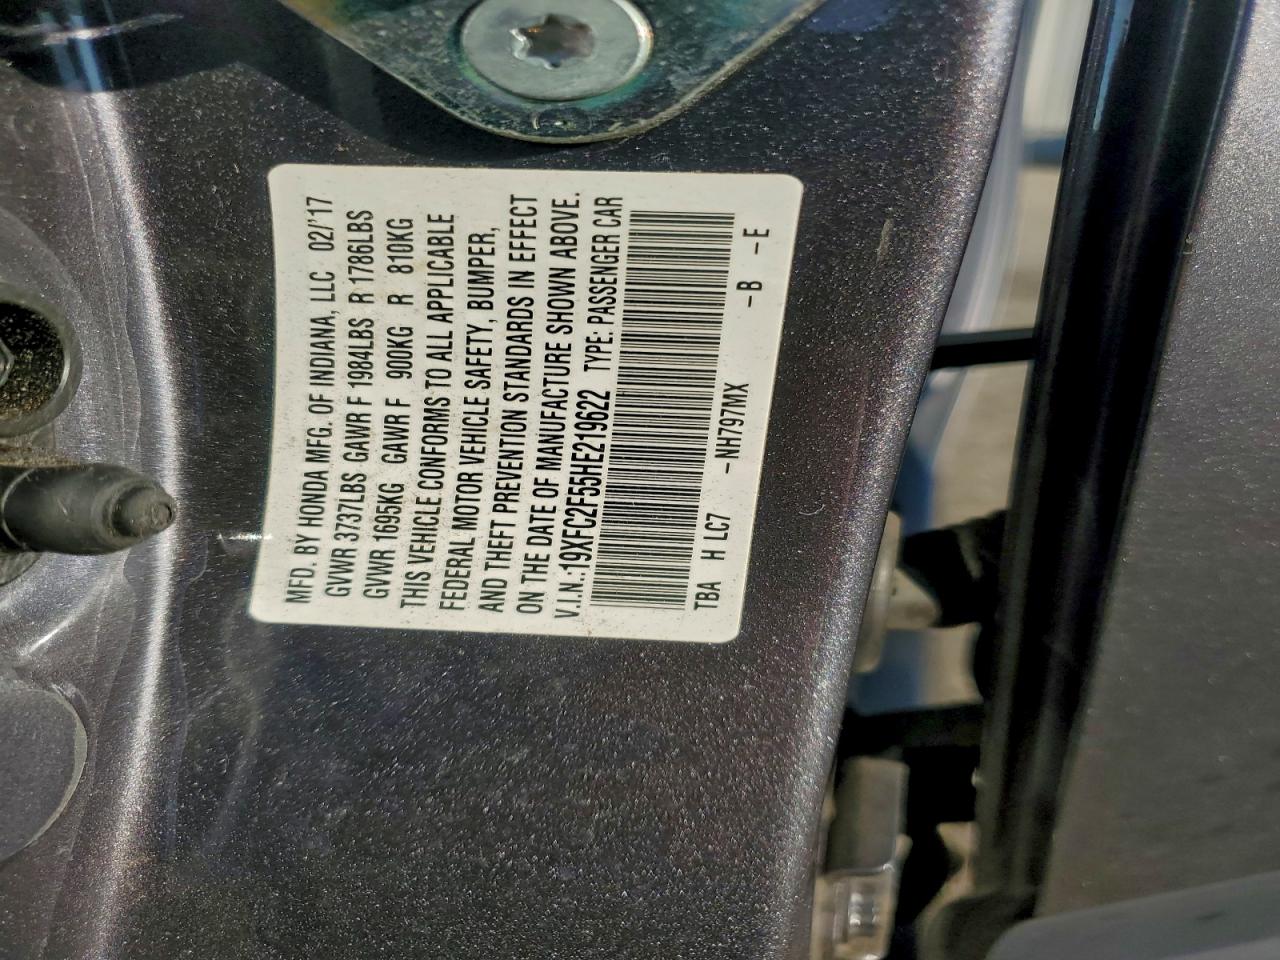 MFD. BY HONDA MFG. OF INDIANA, LLC 02/'17
GVWR 3737LBS GAWR F 1984LBS R 1786LBS
GVWR 1695KG GAWR F 900KG R 810KG
THIS VEHICLE CONFORMS TO ALL APPLICABLE
FEDERAL MOTOR VEHICLE SAFETY, BUMPER,
AND THEFT PREVENTION STANDARDS IN EFFECT
ON THE DATE OF MANUFACTURE SHOWN ABOVE.
V.I.N.:19XFC2F55HE219622 TYPE: PASSENGER CAR
TBA H LC7 -NH797MX -B -E